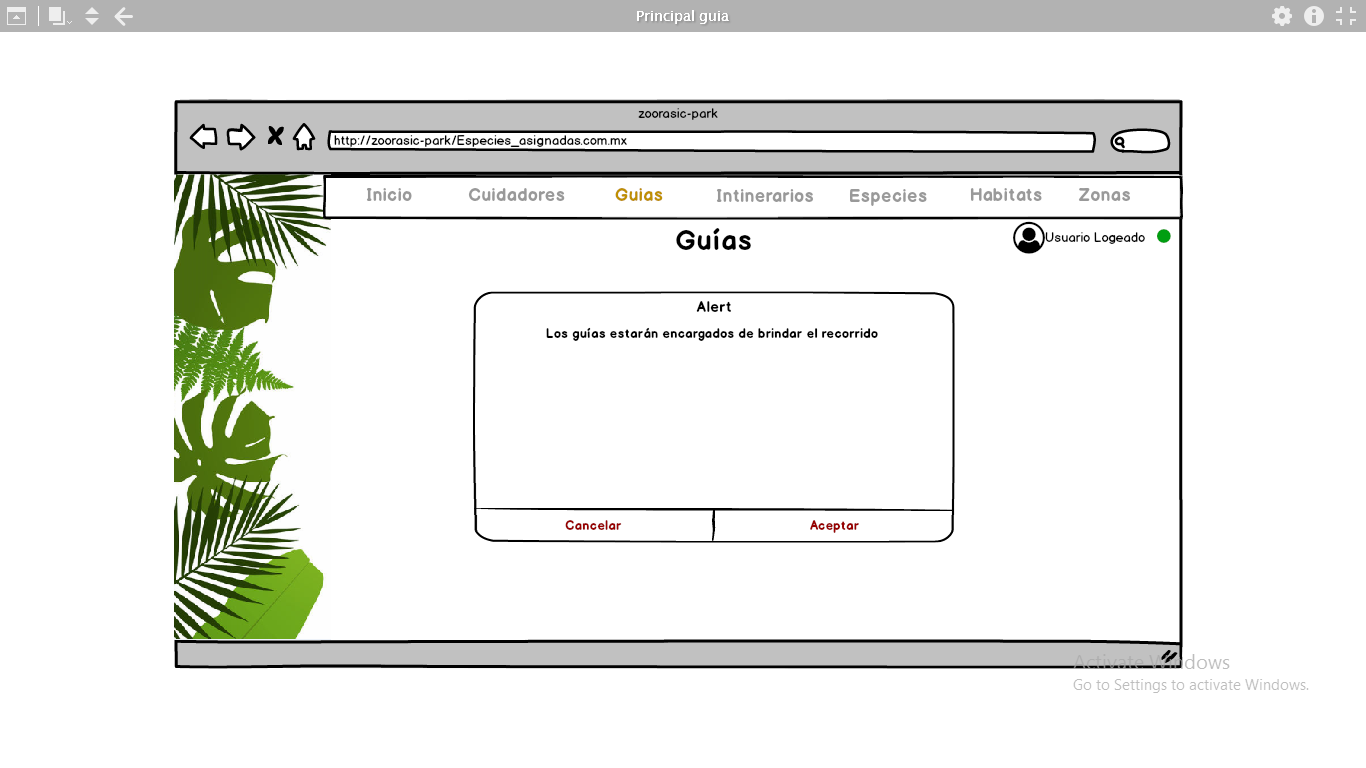 Principal guia
zoorasic-park
http://zoorasic-park/Especies_asignadas.com.mx
Inicio Cuidadores Guias Intinerarios Especies Habitats Zonas
Guías
Usuario Logeado
Alert
Los guías estarán encargados de brindar el recorrido
Cancelar Aceptar
Activate Windows
Go to Settings to activate Windows.